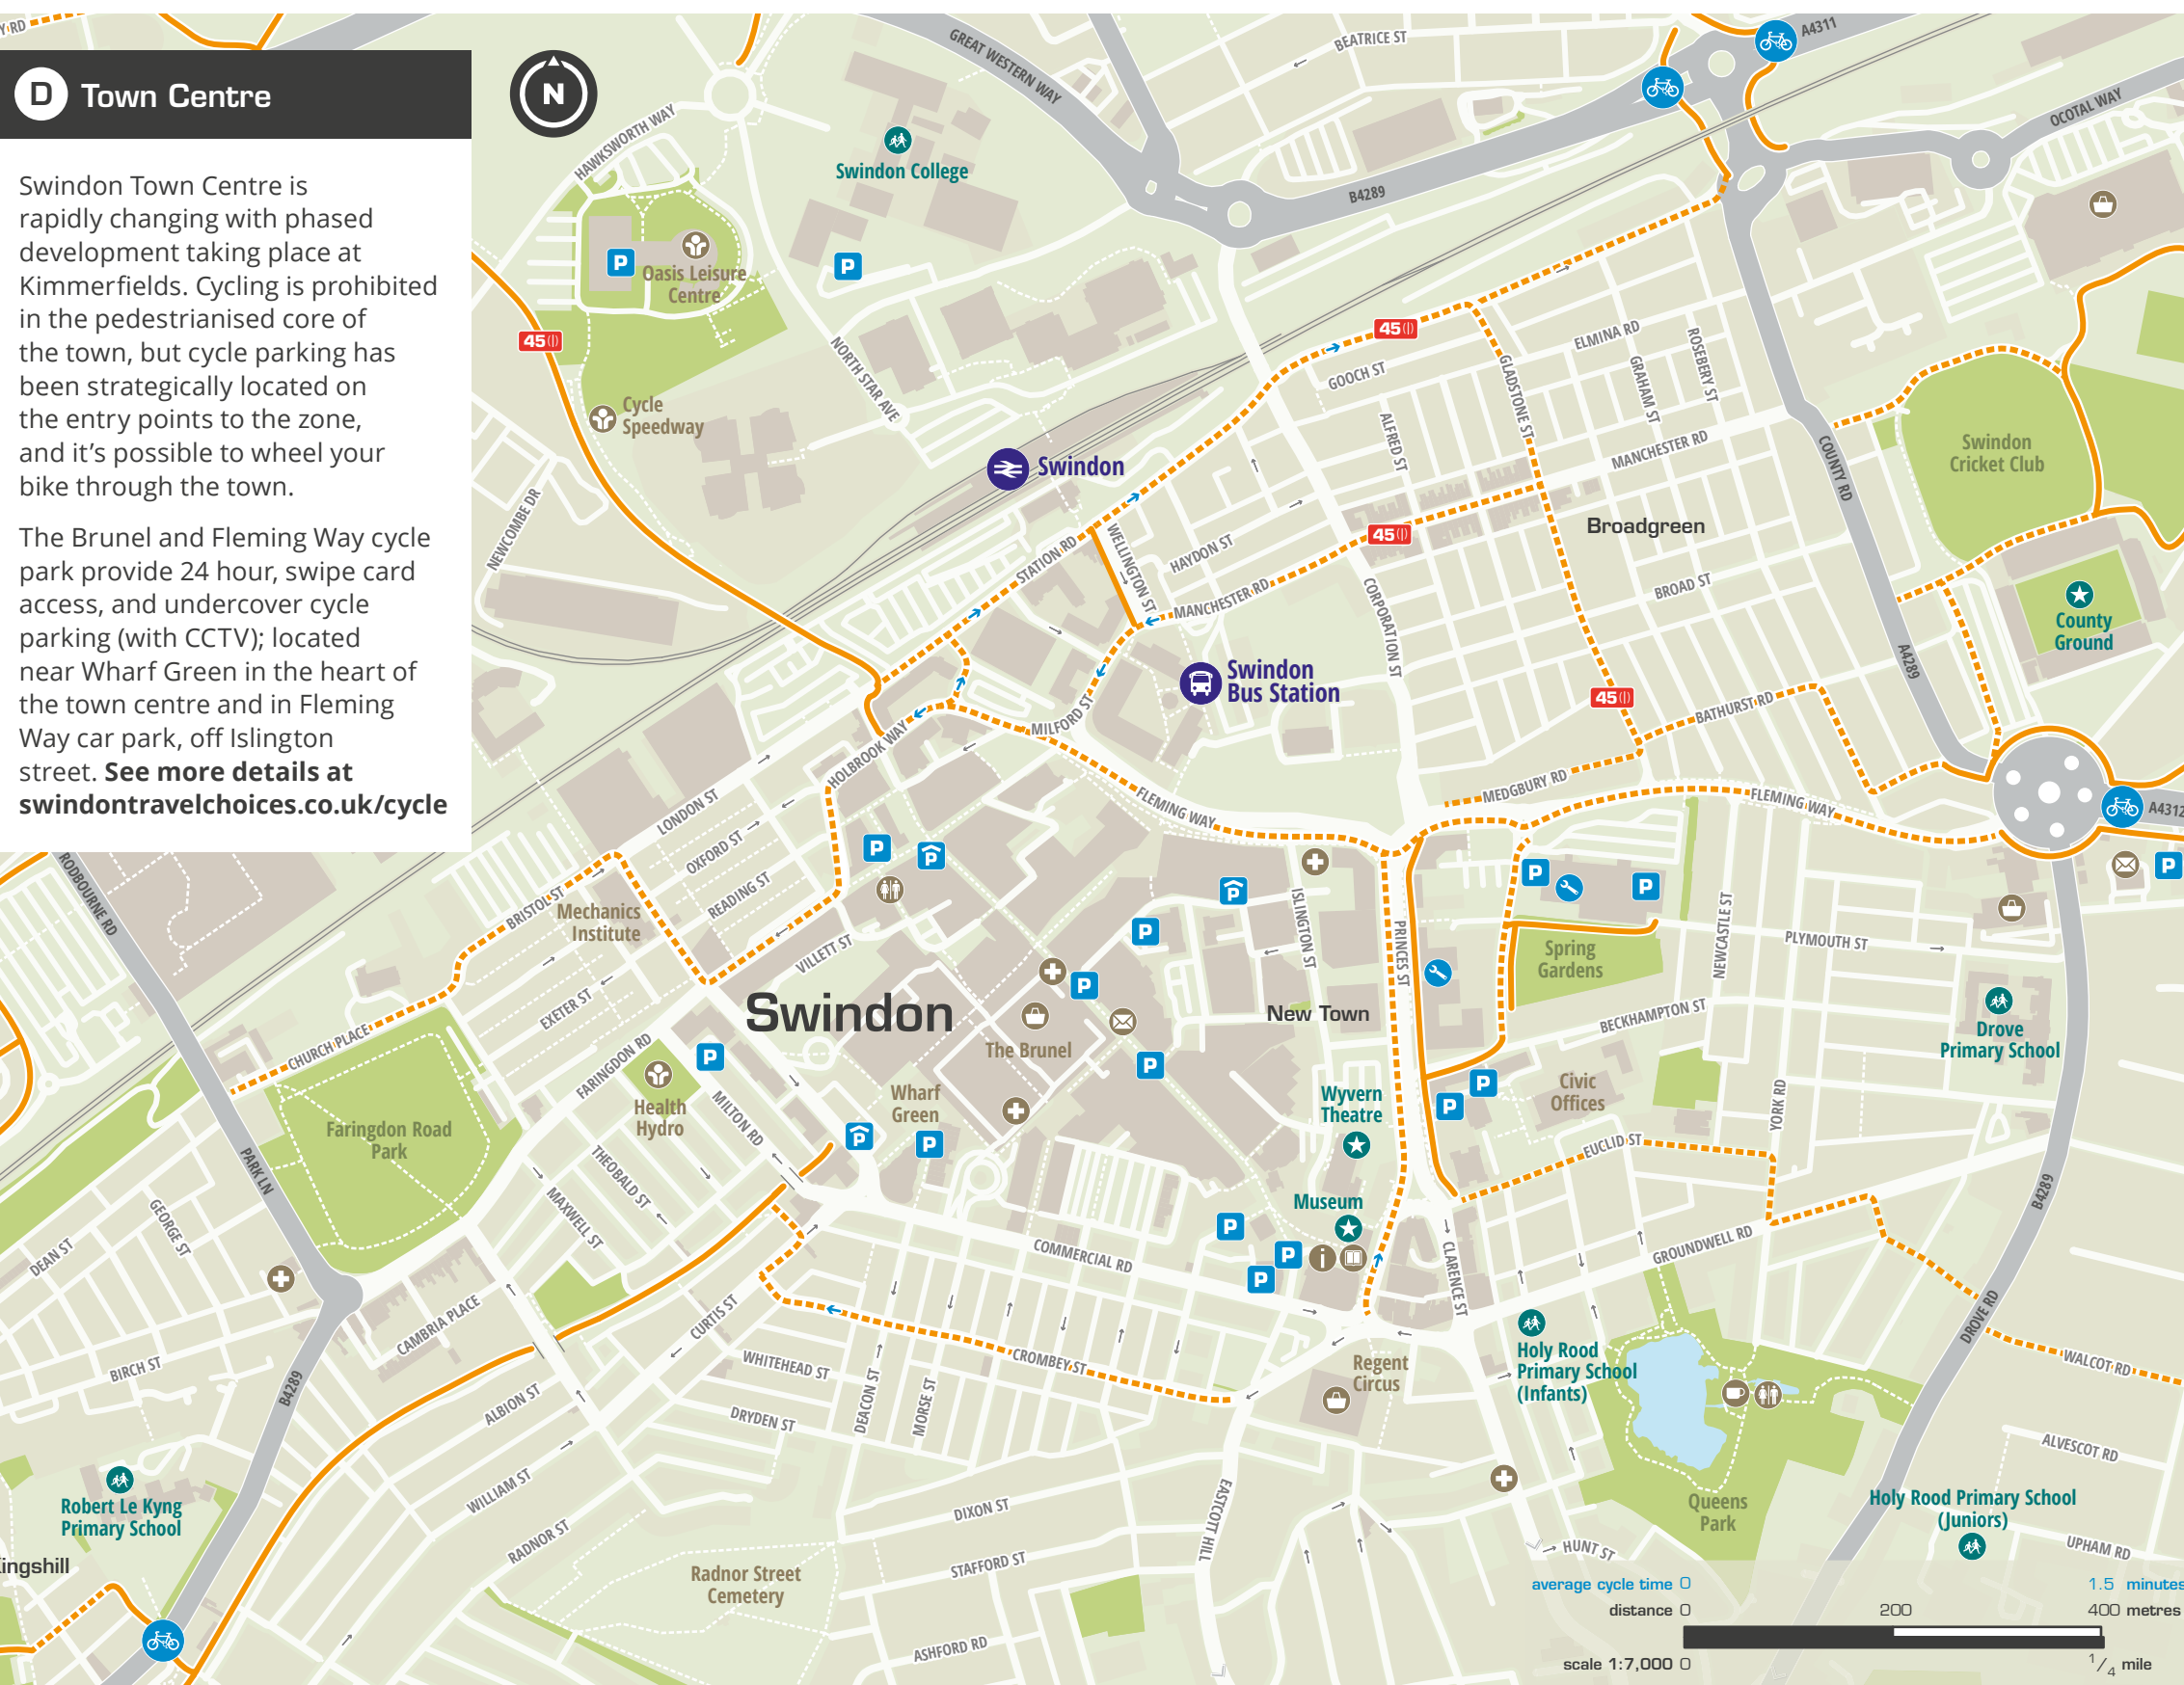 D Town Centre
Swindon Town Centre is
rapidly changing with phased
development taking place at
Kimmerfields. Cycling is prohibited
in the pedestrianised core of
the town, but cycle parking has
been strategically located on
the entry points to the zone,
and it's possible to wheel your
bike through the town.
The Brunel and Fleming Way cycle
park provide 24 hour, swipe card
access, and undercover cycle
parking (with CCTV); located
near Wharf Green in the heart of
the town centre and in Fleming
Way car park, off Islington
street. See more details at
swindontravelchoices.co.uk/cycle
N
GREAT WESTERN WAY
BEATRICE ST
A4311
OCOTAL WAY
HAWKSWORTH WAY
Swindon College
B4289
P
Oasis Leisure
Centre
P
45
NORTH STAR AVE
45
GOOCH ST
ELMINA RD
ROSEBERY ST
GRAHAM ST
GLADSTONE ST
ALFRED ST
MANCHESTER RD
COUNTY RD
Cycle
Speedway
Swindon
Cricket Club
Swindon
NEWCOMBE DR
STATION RD
WELLINGTON ST
HAYDON ST
45
Broadgreen
MANCHESTER RD
CORPORATION ST
BROAD ST
County
Ground
A4289
Swindon
Bus Station
45
BATHURST RD
MILFORD ST
HOLBROOK WAY
LONDON ST
FLEMING WAY
MEDGBURY RD
FLEMING WAY
A4312
OXFORD ST
READING ST
P
P
P
P
P
P
RODBOURNE RD
BRISTOL ST
Mechanics
Institute
VILLETT ST
P
ISLINGTON ST
PRINCES ST
Spring
Gardens
NEWCASTLE ST
PLYMOUTH ST
EXETER ST
Swindon
P
New Town
BECKHAMPTON ST
Drove
Primary School
CHURCH PLACE
FARINGDON RD
P
The Brunel
P
Health
Hydro
MILTON RD
Wharf
Green
Wyvern
Theatre
P
P
Civic
Offices
YORK RD
Faringdon Road
Park
P
P
EUCLID ST
PARK LN
THEOBALD ST
MAXWELL ST
GEORGE ST
DEAN ST
B4289
Museum
P
P
i
P
COMMERCIAL RD
CLARENCE ST
GROUNDWELL RD
CAMBRIA PLACE
CURTIS ST
DROVE RD
BIRCH ST
B4289
WHITEHEAD ST
DEACON ST
MORSE ST
CROMBEY ST
Regent
Circus
Holy Rood
Primary School
(Infants)
WALCOT RD
ALBION ST
DRYDEN ST
ALVESCOT RD
WILLIAM ST
EASTCOTT HILL
Robert Le Kyng
Primary School
DIXON ST
Queens
Park
Holy Rood Primary School
(Juniors)
RADNOR ST
HUNT ST
UPHAM RD
ingshill
Radnor Street
Cemetery
STAFFORD ST
ASHFORD RD
average cycle time 0 1.5 minutes
distance 0 200 400 metres
scale 1:7,000 0 1/4 mile